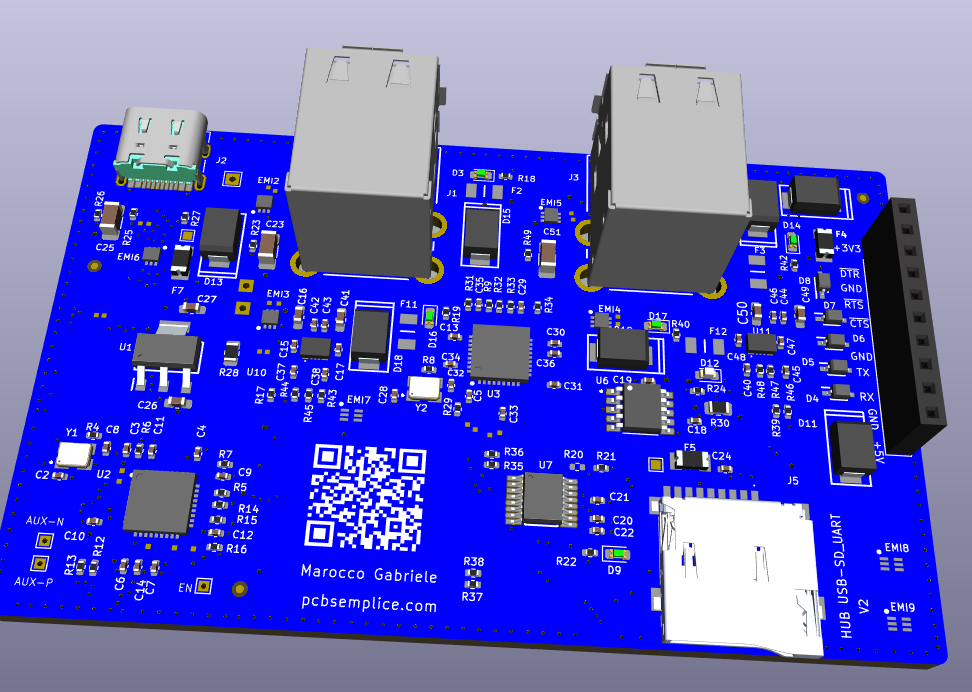 J2
EMI2
D3
R18
J1
F2
J3
R26
R27
C25
R25
EMI6
D13
R23
C23
D15
EMI5
R49
C51
F3
D14
R42
F4
+3V3
F7
C27
EMI3
C16
C42
C43
C41
F11
R19
C13
D16
R31
C35
R9
R32
R33
C29
R34
EMI4
D17
R40
F12
C50
C46
C44
C49
D8
DTR
GND
RTS
D7
CTS
D6
GND
D5
TX
D4
RX
GND
+5V
U1
R28
U10
C15
C37
C38
C17
D18
R8
C34
C32
C30
C36
C31
U3
U6
C19
D12
R24
C48
U11
C47
C40
R48
R47
R46
C45
R39
D11
C26
R17
R44
R45
R43
C28
Y2
R29
C5
C33
EMI7
C18
R30
Y1
R4
C8
C3
R6
C11
C4
C2
U2
R7
C9
R5
R14
R15
C12
R16
R36
R35
U7
R20
R21
C21
C20
C22
F5
C24
J5
AUX-N
C10
AUX-P
R13
R12
C6
C14
C7
EN
Marocco Gabriele
pcbsemplice.com
R38
R37
R22
D9
HUB USB-SD_UART
V2
EMI8
EMI9